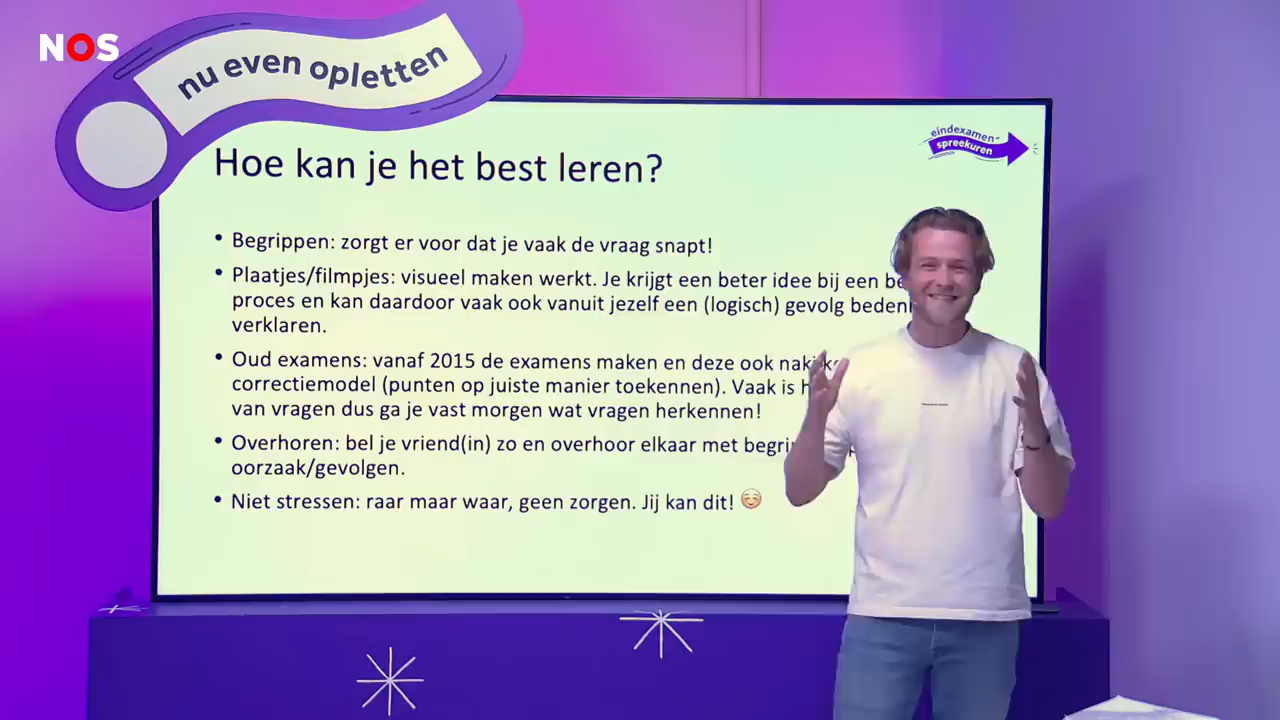 NOS
nu even opletten
eindexamen-
spreekuren
Hoe kan je het best leren?
• Begrippen: zorgt er voor dat je vaak de vraag snapt!
• Plaatjes/filmpjes: visueel maken werkt. Je krijgt een beter idee bij een
proces en kan daardoor vaak ook vanuit jezelf een (logisch) gevolg
verklaren.
• Oud examens: vanaf 2015 de examens maken en deze ook
correctiemodel (punten op juiste manier toekennen). Vaak is
van vragen dus ga je vast morgen wat vragen herkennen!
• Overhoren: bel je vriend(in) zo en overhoor elkaar met
oorzaak/gevolgen.
• Niet stressen: raar maar waar, geen zorgen. Jij kan dit! ☺️